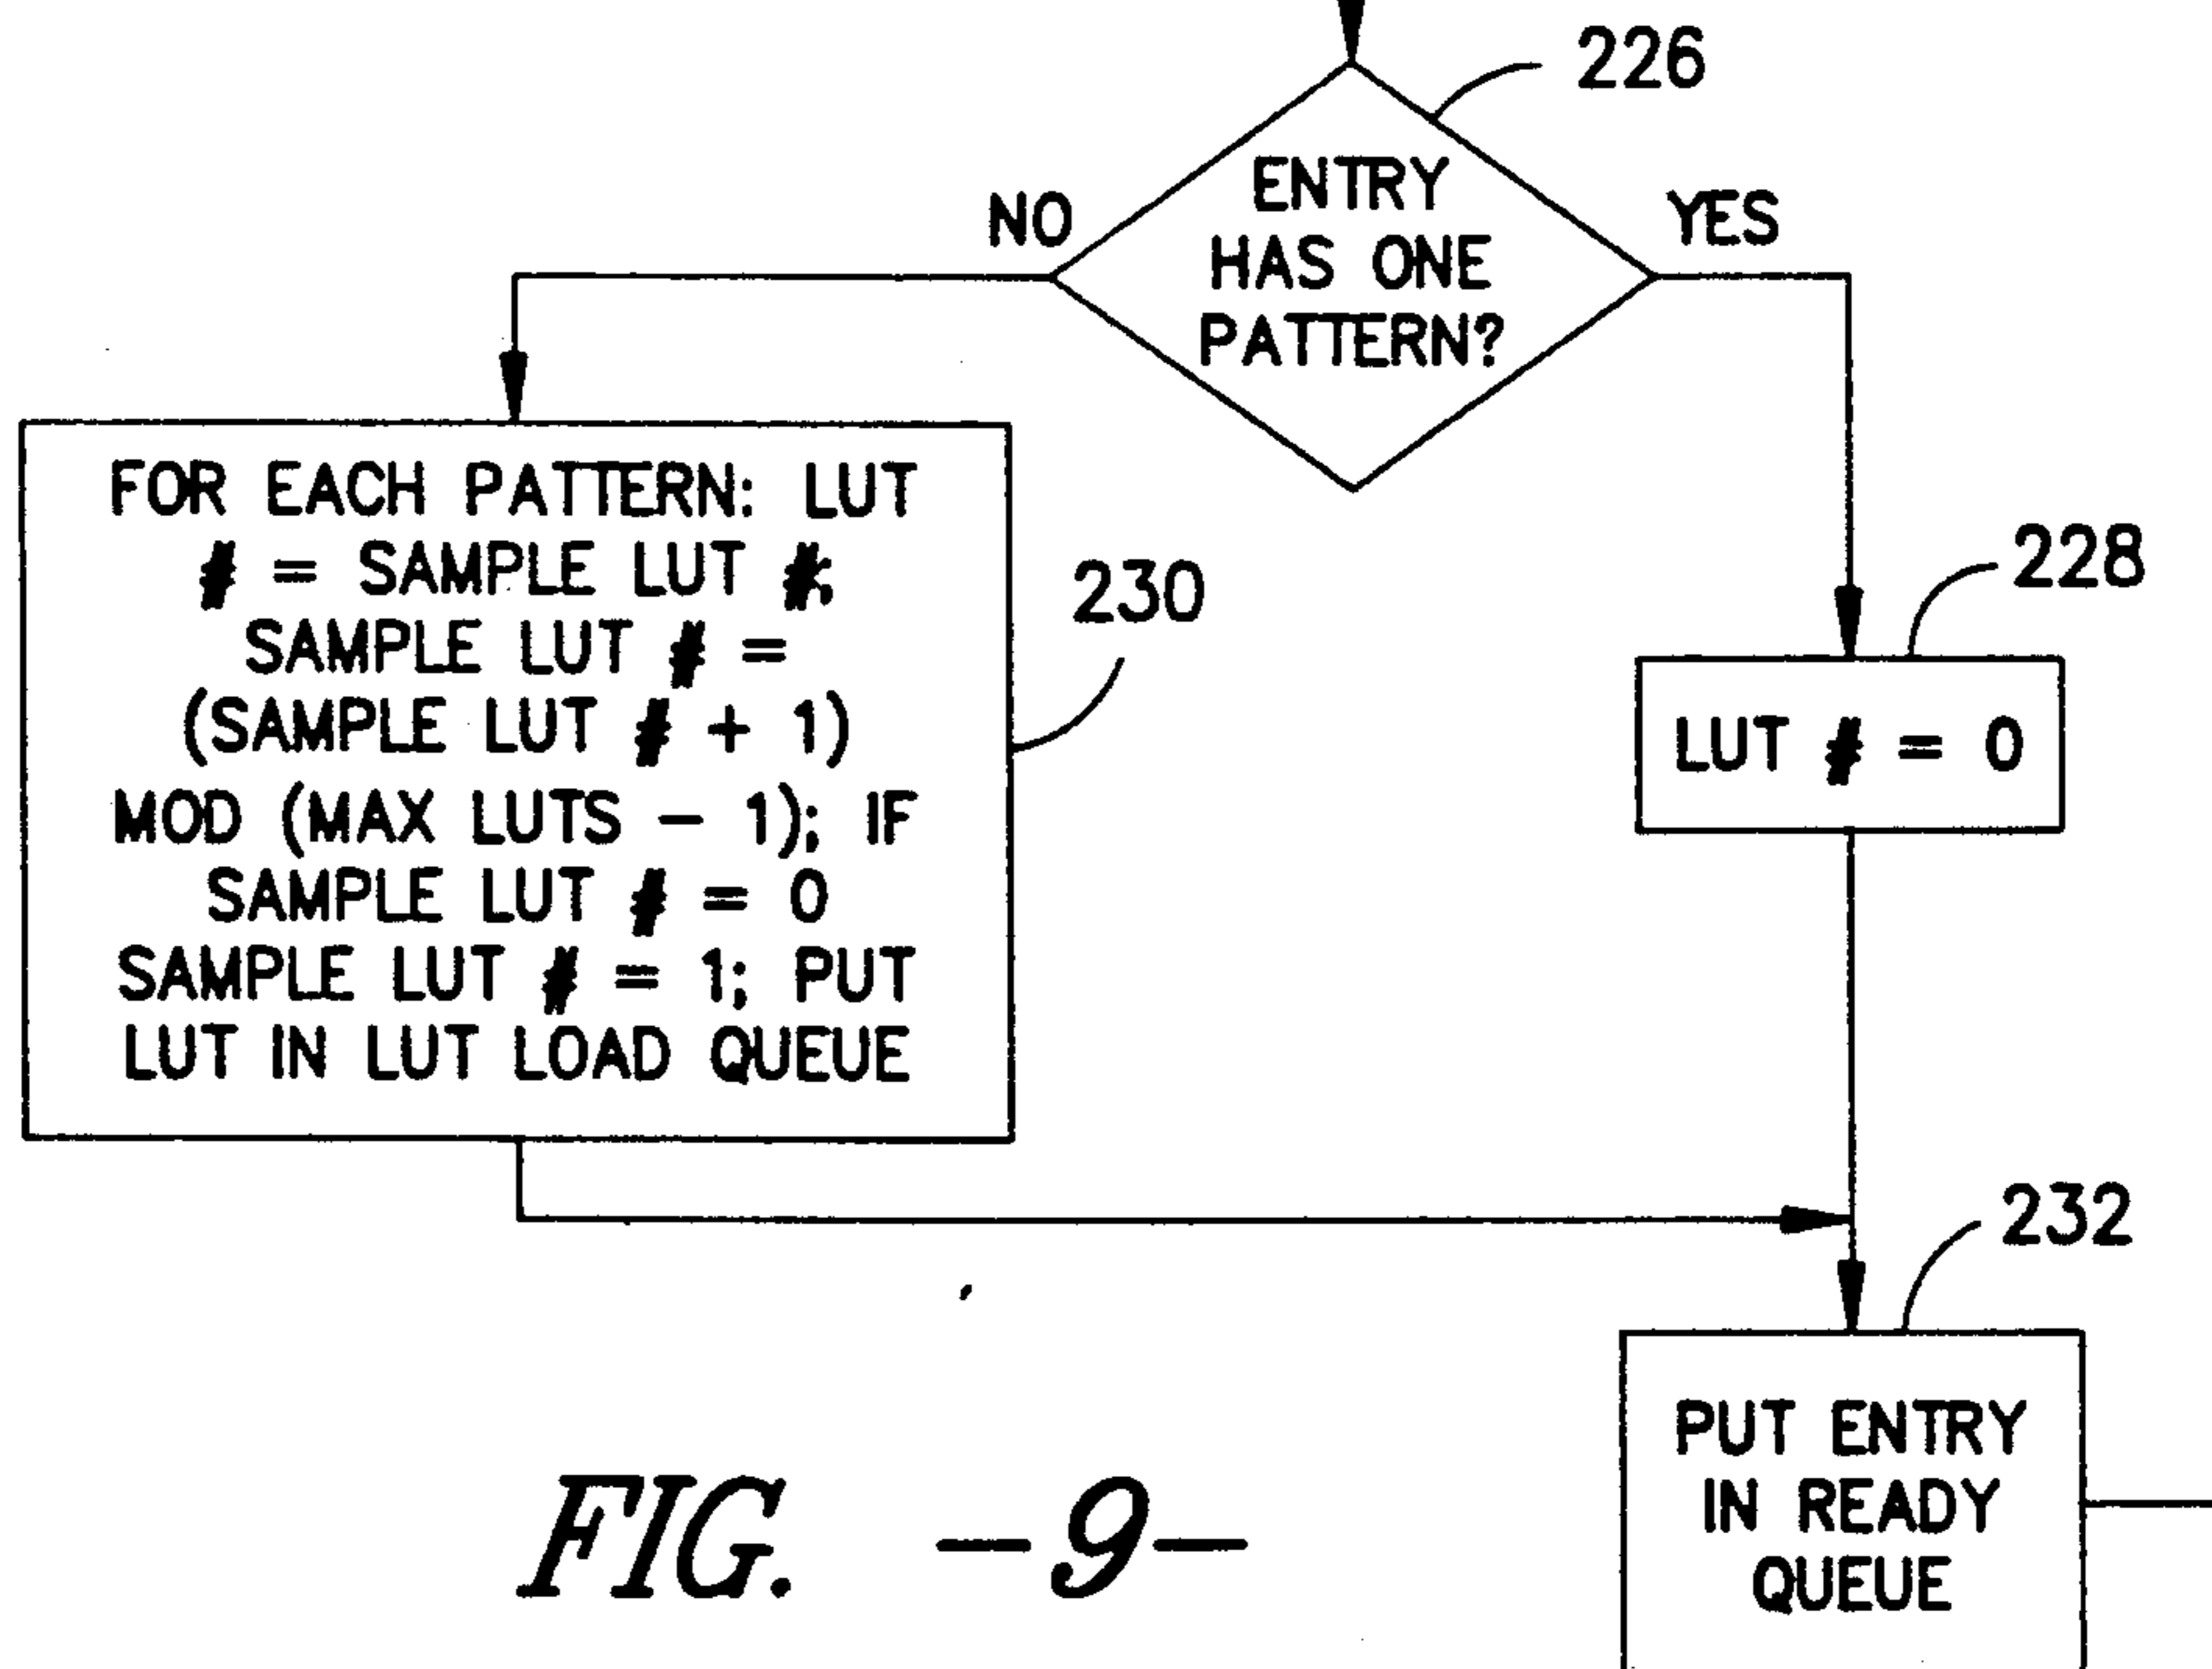 226
ENTRY
HAS ONE
PATTERN?
NO
YES
FOR EACH PATTERN: LUT
# = SAMPLE LUT #;
SAMPLE LUT # =
(SAMPLE LUT # + 1)
MOD (MAX LUTS - 1); IF
SAMPLE LUT # = 0
SAMPLE LUT # = 1; PUT
LUT IN LUT LOAD QUEUE
230
228
LUT # = 0
232
PUT ENTRY
IN READY
QUEUE
FIG. -9-